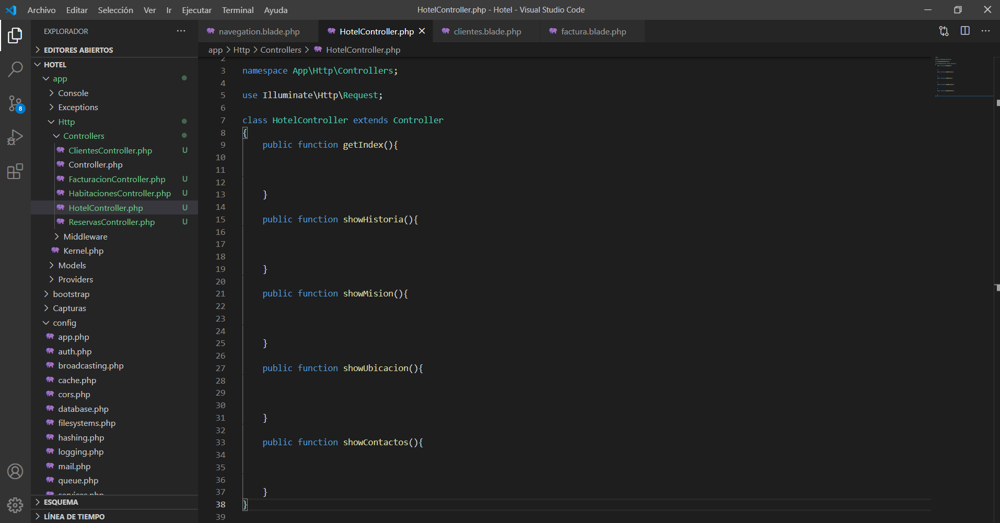 Archivo Editar Selección Ver Ir Ejecutar Terminal Ayuda
HotelController.php - Hotel - Visual Studio Code
EXPLORADOR
EDITORES ABIERTOS
HOTEL
app
Console
Exceptions
Http
Controllers
ClientesController.php U
Controller.php
FacturacionController.php U
HabitacionesController.php U
HotelController.php U
ReservasController.php U
Middleware
Kernel.php
Models
Providers
bootstrap
Capturas
config
app.php
auth.php
broadcasting.php
cache.php
cors.php
database.php
filesystems.php
hashing.php
logging.php
mail.php
queue.php
services.php
ESQUEMA
LÍNEA DE TIEMPO
8
navegation.blade.php HotelController.php clientes.blade.php factura.blade.php
app > Http > Controllers > HotelController.php
2
3 namespace App\Http\Controllers;
4
5 use Illuminate\Http\Request;
6
7 class HotelController extends Controller
8 {
9 public function getIndex(){
10
11
12
13 }
14
15 public function showHistoria(){
16
17
18
19 }
20
21 public function showMision(){
22
23
24
25 }
26
27 public function showUbicacion(){
28
29
30
31 }
32
33 public function showContactos(){
34
35
36
37 }
38 }
39